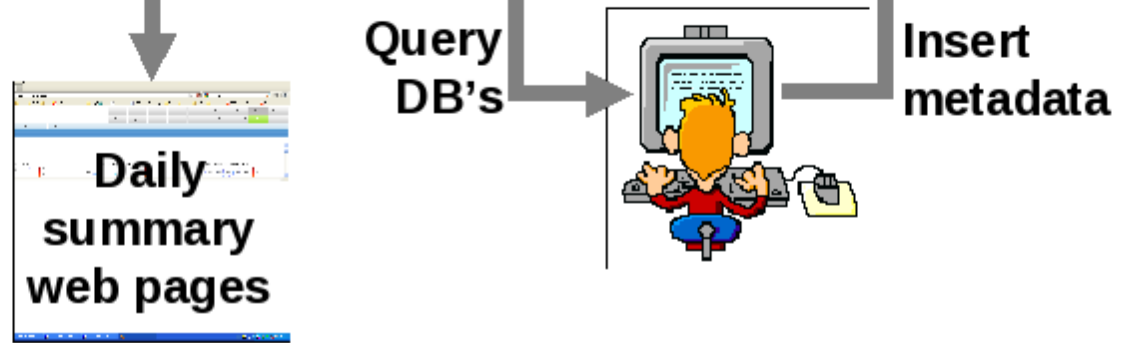 Query
DB's
Insert
metadata
Daily
summary
web pages